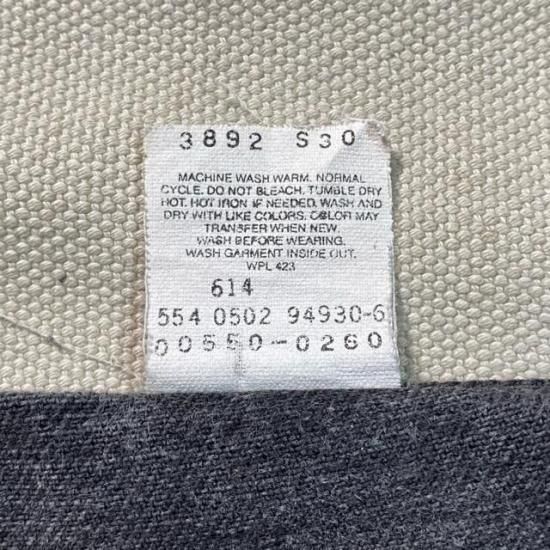 3892 S30
MACHINE WASH WARM. NORMAL
CYCLE. DO NOT BLEACH. TUMBLE DRY
HOT. HOT IRON IF NEEDED. WASH AND
DRY WITH LIKE COLORS. COLOR MAY
TRANSFER WHEN NEW.
WASH BEFORE WEARING.
WASH GARMENT INSIDE OUT.
WPL 423
614
554 0502 94930-6
00550-0260